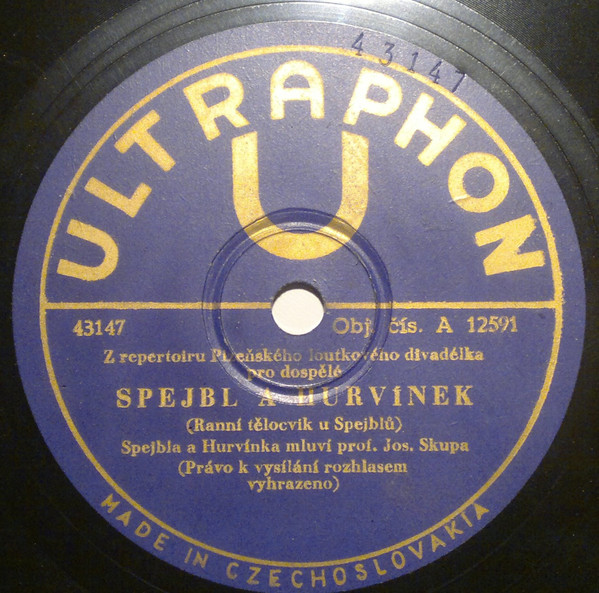 43147
ULTRAPHON
U
43147 Obj. čís. A 12591
Z repertoiru Plzeňského loutkového divadélka
pro dospělé
SPEJBL A HURVÍNEK
(Ranní tělocvik u Spejblů)
Spejbla a Hurvínka mluví prof. Jos. Skupa
(Právo k vysílání rozhlasem
vyhrazeno)
MADE IN CZECHOSLOVAKIA